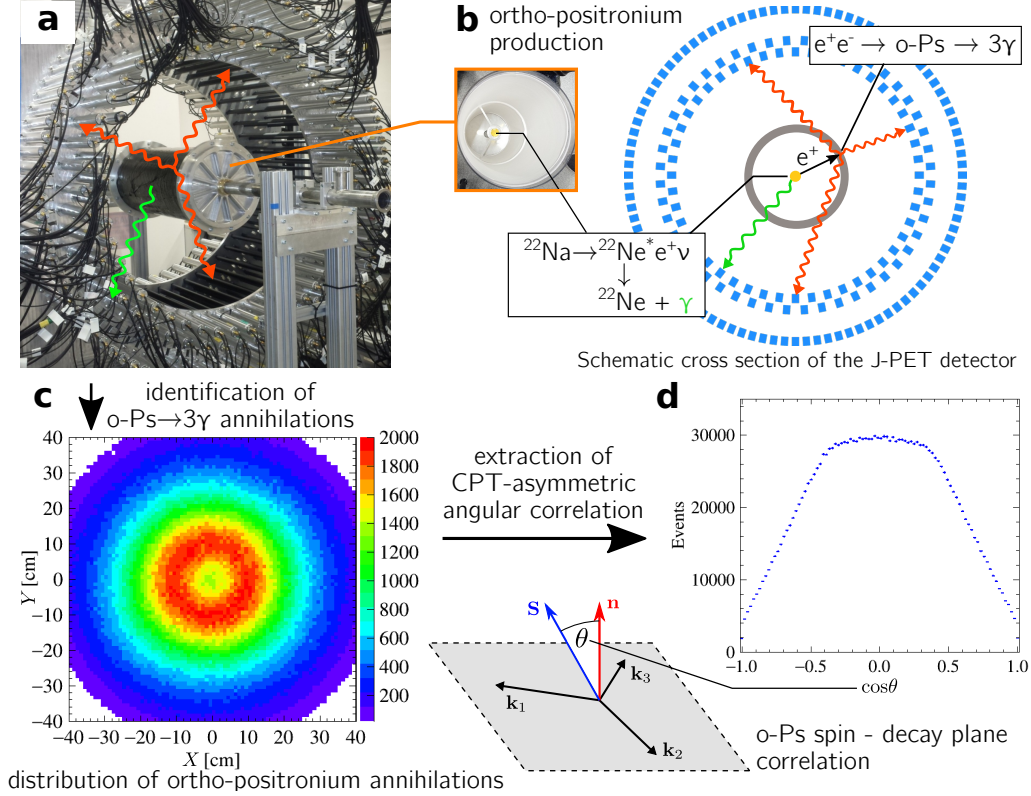 a
b
ortho-positronium
production
e⁺e⁻ → o-Ps → 3γ
e⁺
²²Na→²²Ne*e⁺ν
↓
²²Ne + γ
Schematic cross section of the J-PET detector
c
identification of
o-Ps→3γ annihilations
40
30
20
10
0
−10
−20
−30
−40
Y [cm]
−40 −30 −20 −10 0 10 20 30 40
X [cm]
2000
1800
1600
1400
1200
1000
800
600
400
200
distribution of ortho-positronium annihilations
extraction of
CPT-asymmetric
angular correlation
S
n
θ
k₃
k₁
k₂
d
30000
20000
10000
0
Events
−1.0 −0.5 0.0 0.5 1.0
cosθ
o-Ps spin - decay plane
correlation